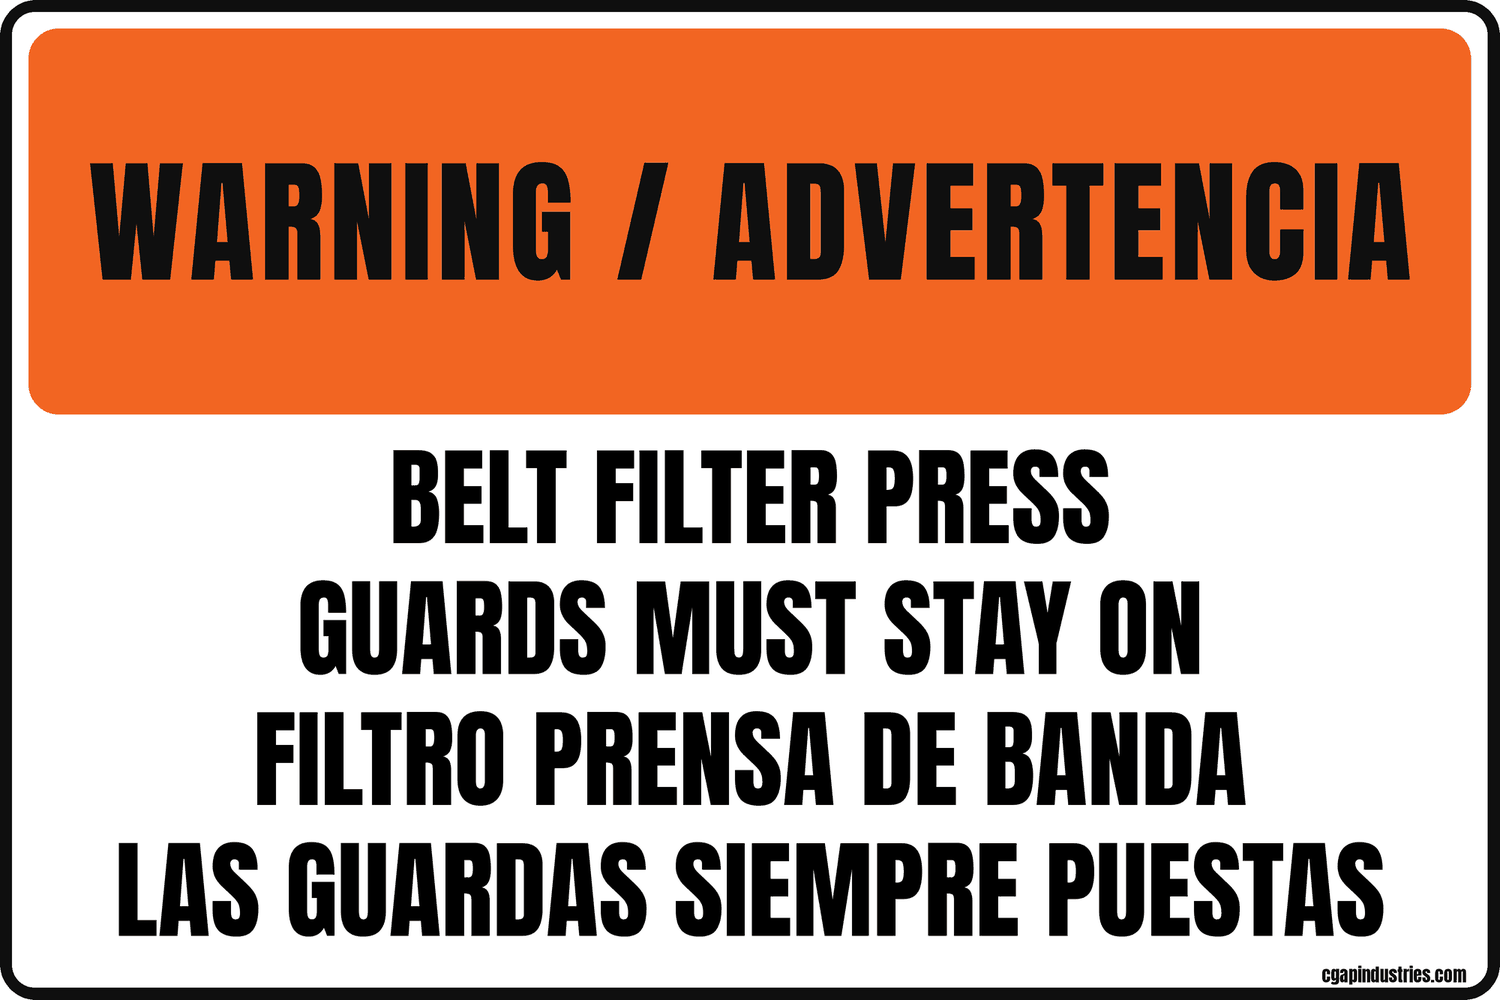 WARNING / ADVERTENCIA
BELT FILTER PRESS
GUARDS MUST STAY ON
FILTRO PRENSA DE BANDA
LAS GUARDAS SIEMPRE PUESTAS
cgapindustries.com